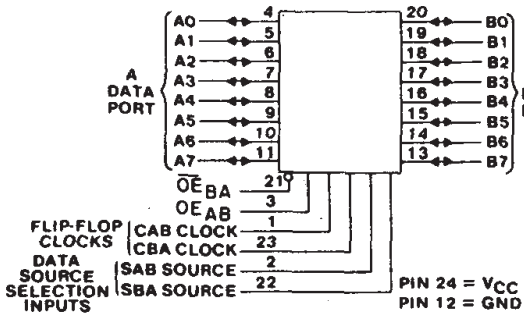 A0 4 20 B0
A1 5 19 B1
A2 6 18 B2
A3 7 17 B3
A4 8 16 B4
A5 9 15 B5
A6 10 14 B6
A7 11 13 B7
A
DATA
PORT
OE BA 21
OE AB 3
FLIP-FLOP
CLOCKS
CAB CLOCK 1
CBA CLOCK 23
DATA
SOURCE
SELECTION
INPUTS
SAB SOURCE 2
SBA SOURCE 22
PIN 24 = VCC
PIN 12 = GND